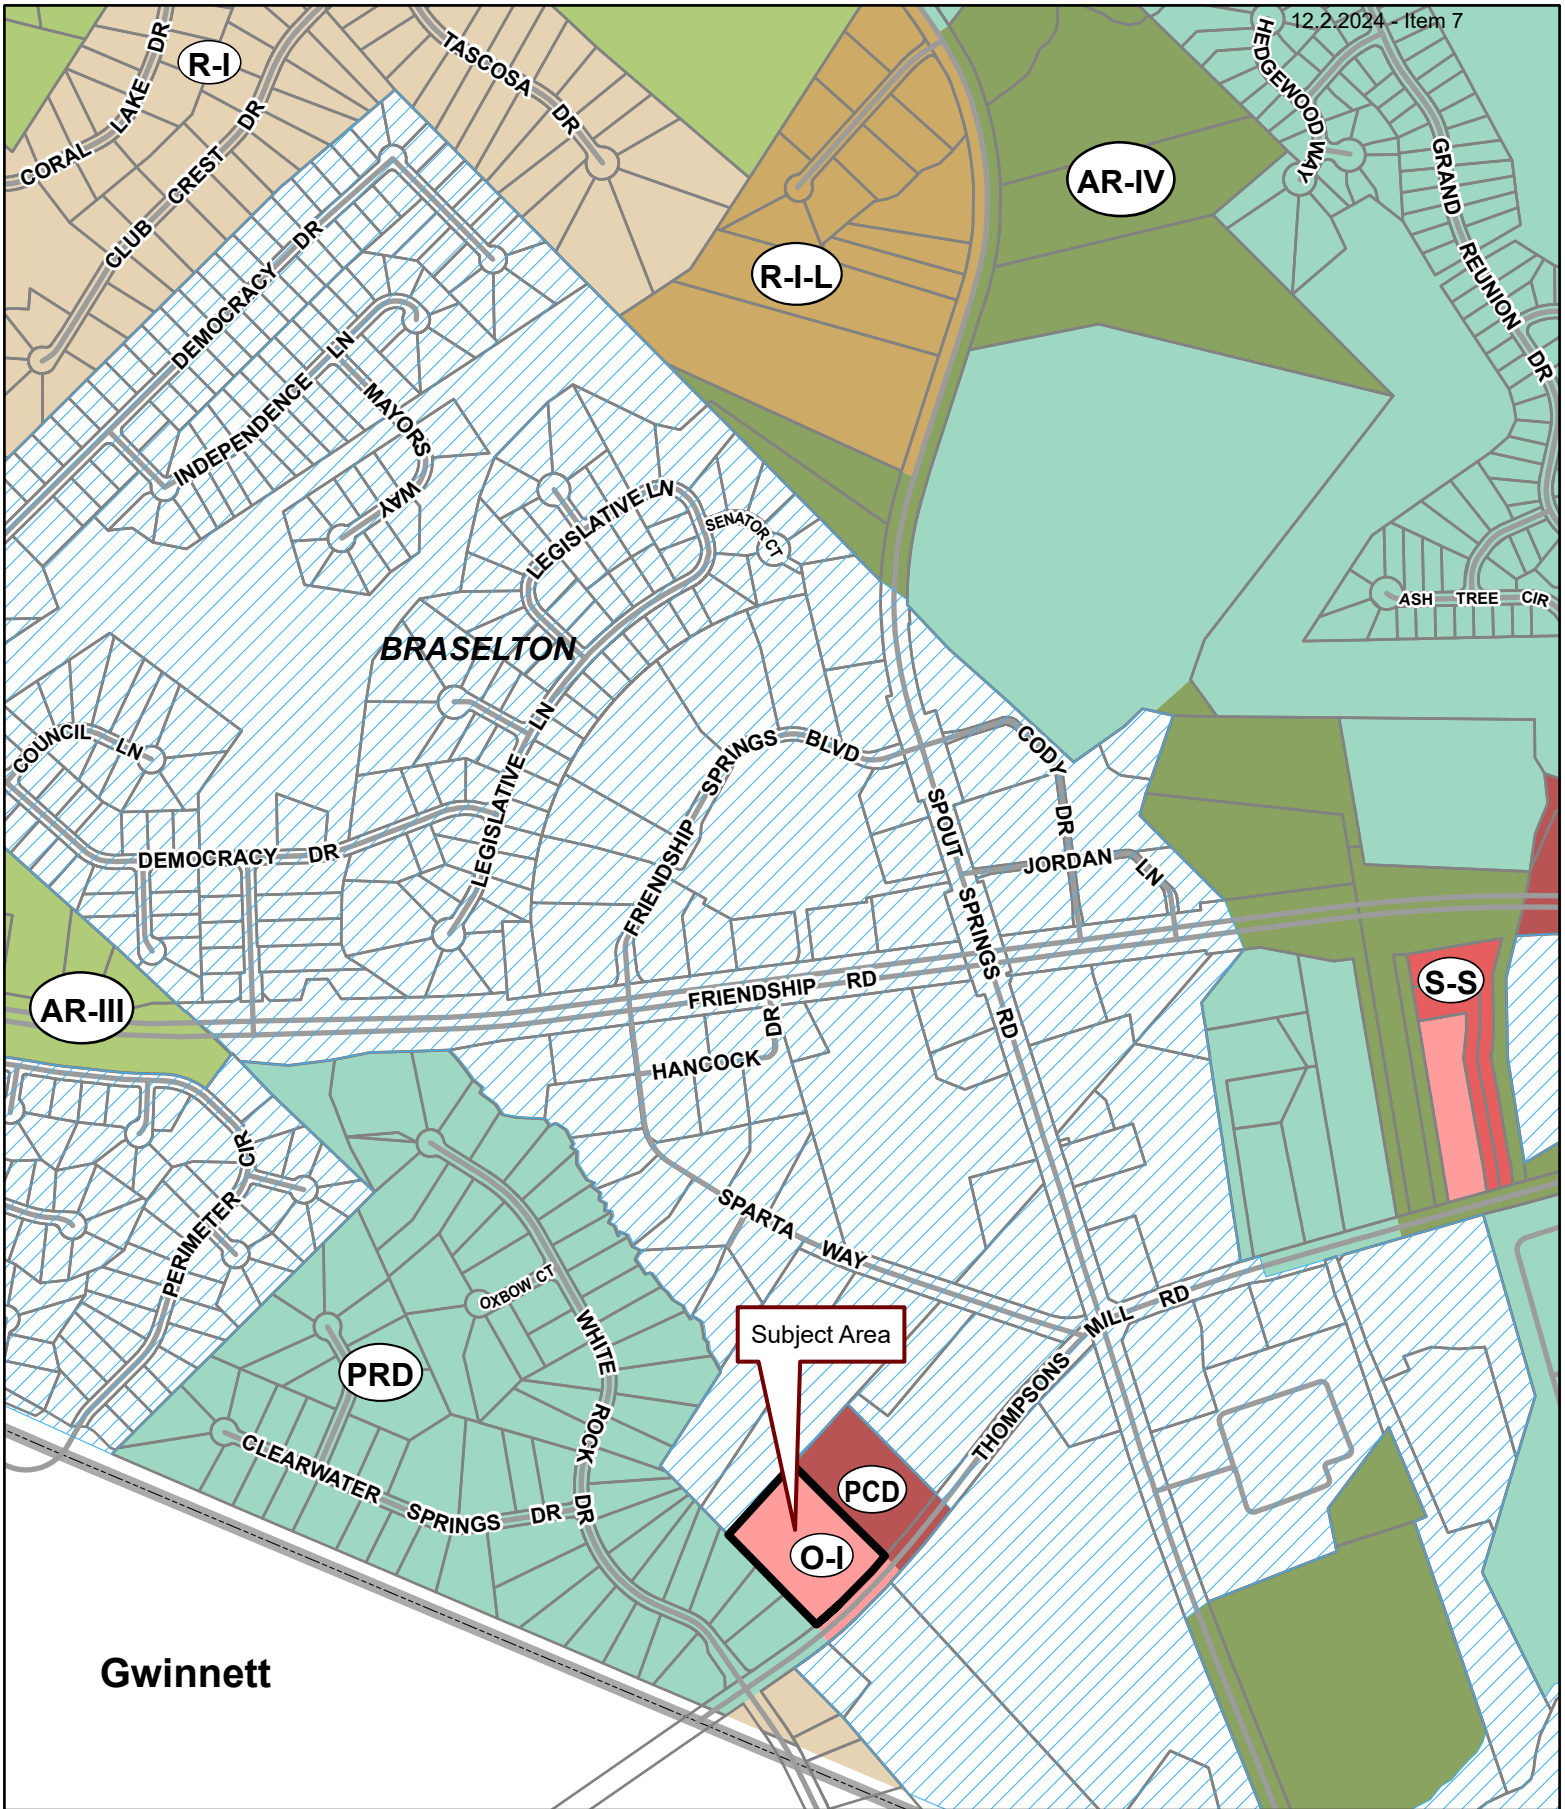 12.2.2024 - Item 7
R-I
CORAL LAKE DR
CLUB CREST DR
TASCOSA DR
HEDGEWOOD WAY
GRAND REUNION DR
AR-IV
R-I-L
DEMOCRACY DR
INDEPENDENCE LN
MAYORS WAY
LEGISLATIVE LN
SENATOR CT
ASH TREE CIR
BRASELTON
COUNCIL LN
LEGISLATIVE LN
FRIENDSHIP SPRINGS BLVD
CODY DR
SPOUT SPRINGS RD
JORDAN LN
DEMOCRACY DR
AR-III
FRIENDSHIP RD
S-S
HANCOCK DR
PERIMETER CIR
SPARTA WAY
OXBOW CT
WHITE ROCK DR
THOMPSONS MILL RD
Subject Area
PRD
CLEARWATER SPRINGS DR
PCD
O-I
Gwinnett